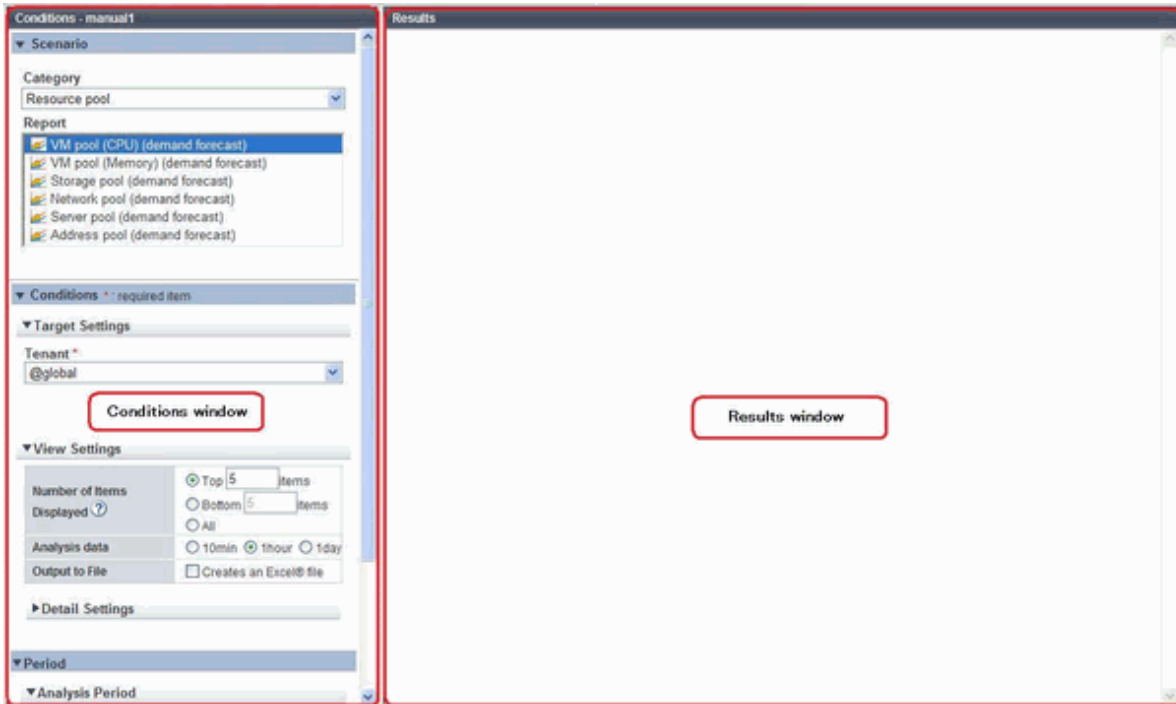 Conditions - manual1
Scenario
Category
Resource pool
Report
VM pool (CPU) (demand forecast)
VM pool (Memory) (demand forecast)
Storage pool (demand forecast)
Network pool (demand forecast)
Server pool (demand forecast)
Address pool (demand forecast)
Conditions * : required item
Target Settings
Tenant *
@global
Conditions window
View Settings
Number of Items
Displayed ?
Top 5 items
Bottom 5 items
All
Analysis data 10min 1hour 1day
Output to File Creates an Excel® file
Detail Settings
Period
Analysis Period
Results
Results window